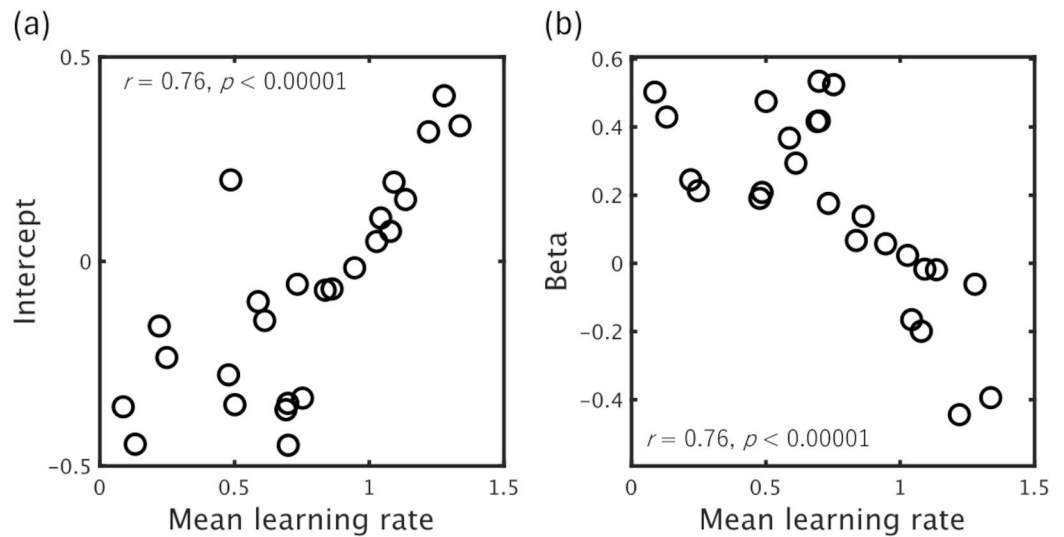 (a)
r = 0.76, p < 0.00001
0.5
0
−0.5
Intercept
0
0.5
1
1.5
Mean learning rate
(b)
0.6
0.4
0.2
0
−0.2
−0.4
Beta
r = 0.76, p < 0.00001
0
0.5
1
1.5
Mean learning rate